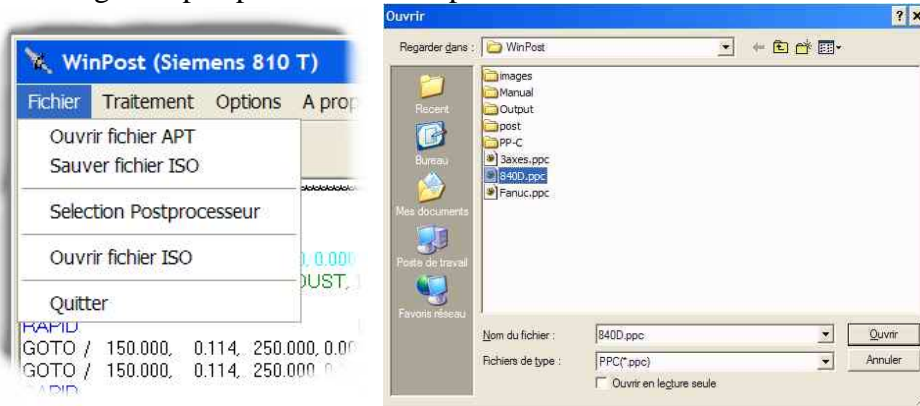 WinPost (Siemens 810 T)
Fichier Traitement Options A prop
Ouvrir fichier APT
Sauver fichier ISO
Selection Postprocesseur
Ouvrir fichier ISO
Quitter
, 0.000
OUST,
RAPID
GOTO / 150.000, 0.114, 250.000, 0.00
GOTO / 150.000, 0.114, 250.000
RAPID
Ouvrir
Regarder dans : WinPost
Recent
Bureau
Mes documents
Poste de travail
Favoris réseau
images
Manual
Output
post
PP-C
3axes.ppc
840D.ppc
Fanuc.ppc
Nom du fichier : 840D.ppc Ouvrir
Fichiers de type : PPC(*.ppc) Annuler
Ouvrir en lecture seule